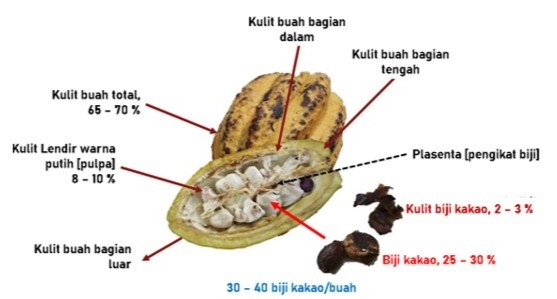 Kulit buah bagian
dalam
Kulit buah bagian
tengah
Kulit buah total,
65 – 70 %
Kulit Lendir warna
putih [pulpa]
8 – 10 %
Plasenta [pengikat biji]
Kulit biji kakao, 2 – 3 %
Kulit buah bagian
luar
Biji kakao, 25 – 30 %
30 – 40 biji kakao/buah